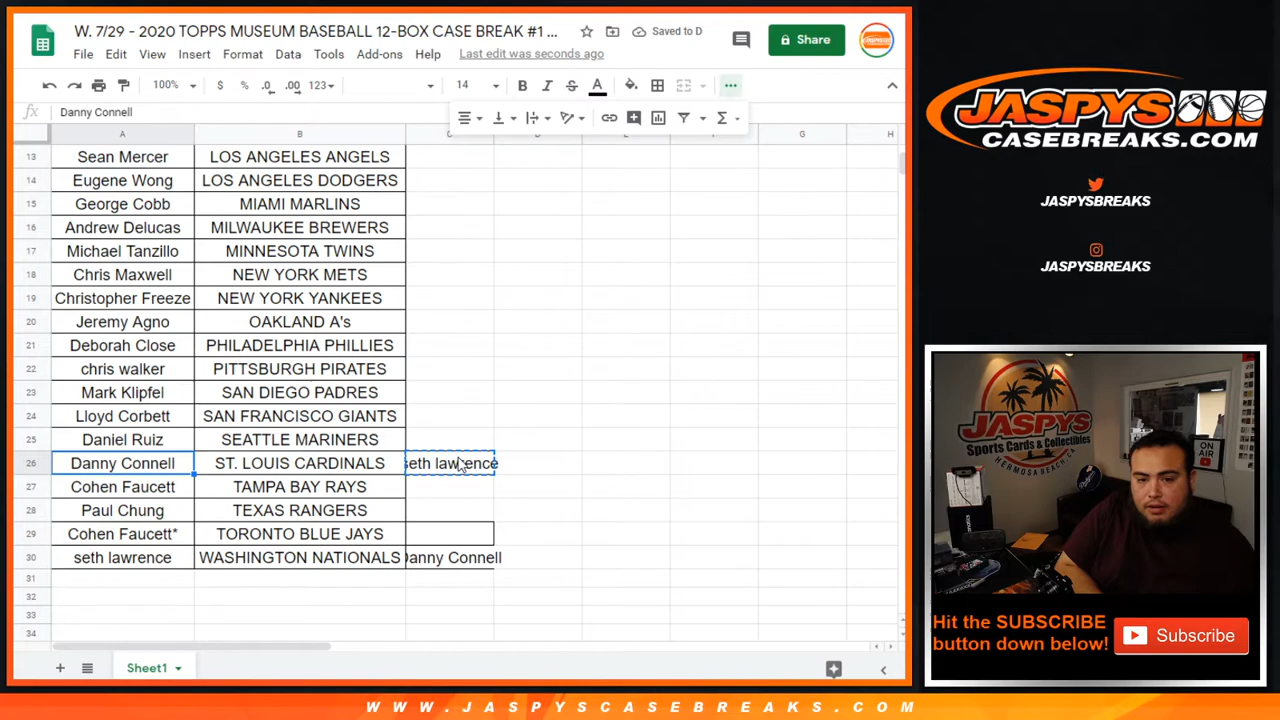 W. 7/29 - 2020 TOPPS MUSEUM BASEBALL 12-BOX CASE BREAK #1 ...
Saved to D
Share
File Edit View Insert Format Data Tools Add-ons Help Last edit was seconds ago
100% $ % .0 .00 123 14 B I S A
fx Danny Connell
A B C G H
13 Sean Mercer LOS ANGELES ANGELS
14 Eugene Wong LOS ANGELES DODGERS
15 George Cobb MIAMI MARLINS
16 Andrew Delucas MILWAUKEE BREWERS
17 Michael Tanzillo MINNESOTA TWINS
18 Chris Maxwell NEW YORK METS
19 Christopher Freeze NEW YORK YANKEES
20 Jeremy Agno OAKLAND A's
21 Deborah Close PHILADELPHIA PHILLIES
22 chris walker PITTSBURGH PIRATES
23 Mark Klipfel SAN DIEGO PADRES
24 Lloyd Corbett SAN FRANCISCO GIANTS
25 Daniel Ruiz SEATTLE MARINERS
26 Danny Connell ST. LOUIS CARDINALS seth lawrence
27 Cohen Faucett TAMPA BAY RAYS
28 Paul Chung TEXAS RANGERS
29 Cohen Faucett* TORONTO BLUE JAYS
30 seth lawrence WASHINGTON NATIONALS Danny Connell
31
32
33
34
Sheet1
JASPYS
CASEBREAKS.COM
JASPYSBREAKS
JASPYSBREAKS
JASPYS
Sports Cards & Collectibles
HERMOSA BEACH, CA
ON AIR
Hit the SUBSCRIBE
button down below!
Subscribe
WWW.JASPYSCASEBREAKS.COM